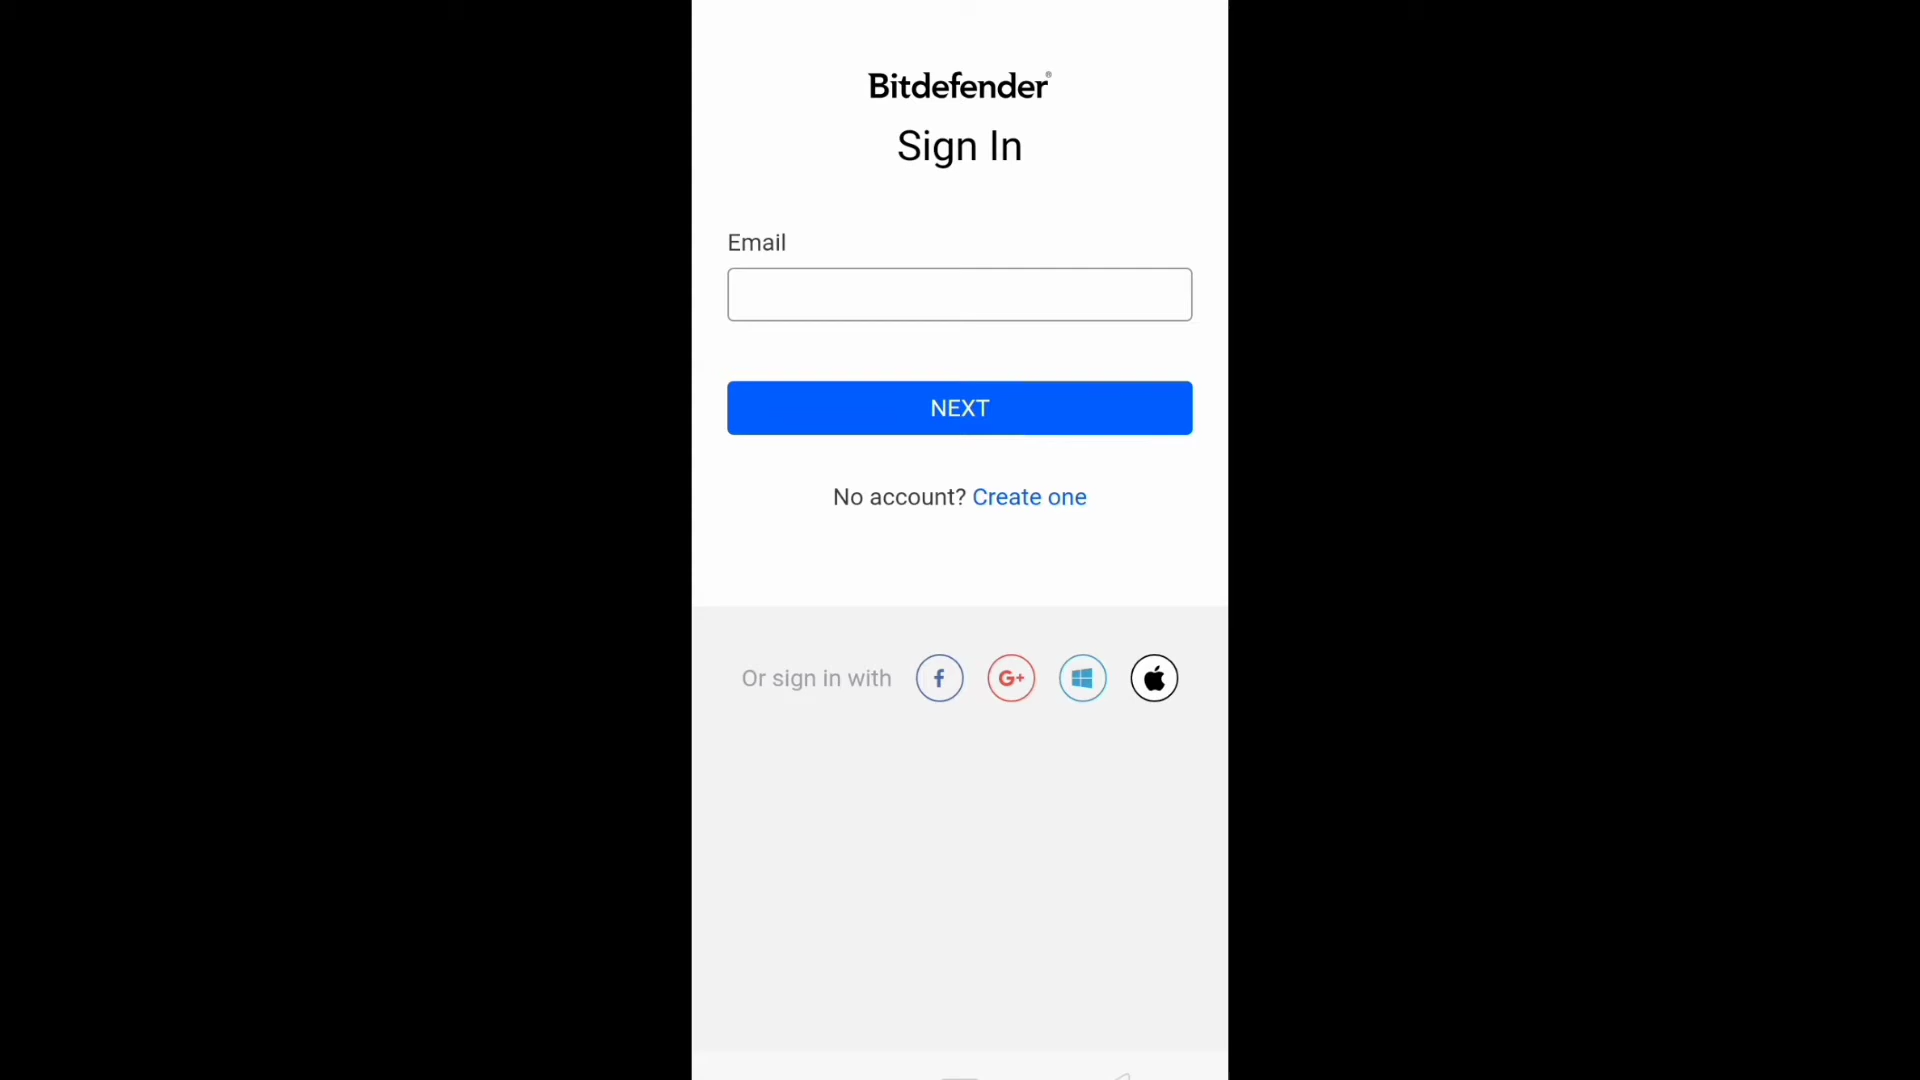 Bitdefender®
Sign In
Email
NEXT
No account? Create one
Or sign in with f G+